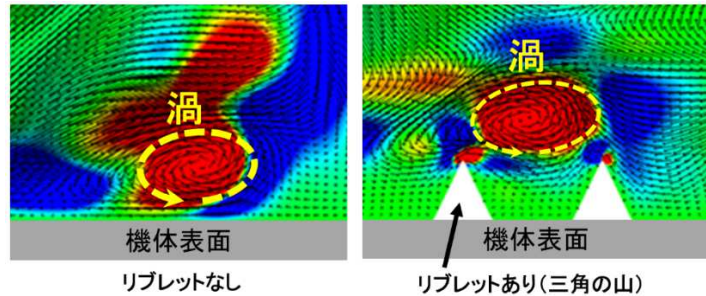 渦
渦
機体表面
機体表面
リブレットなし
リブレットあり(三角の山)